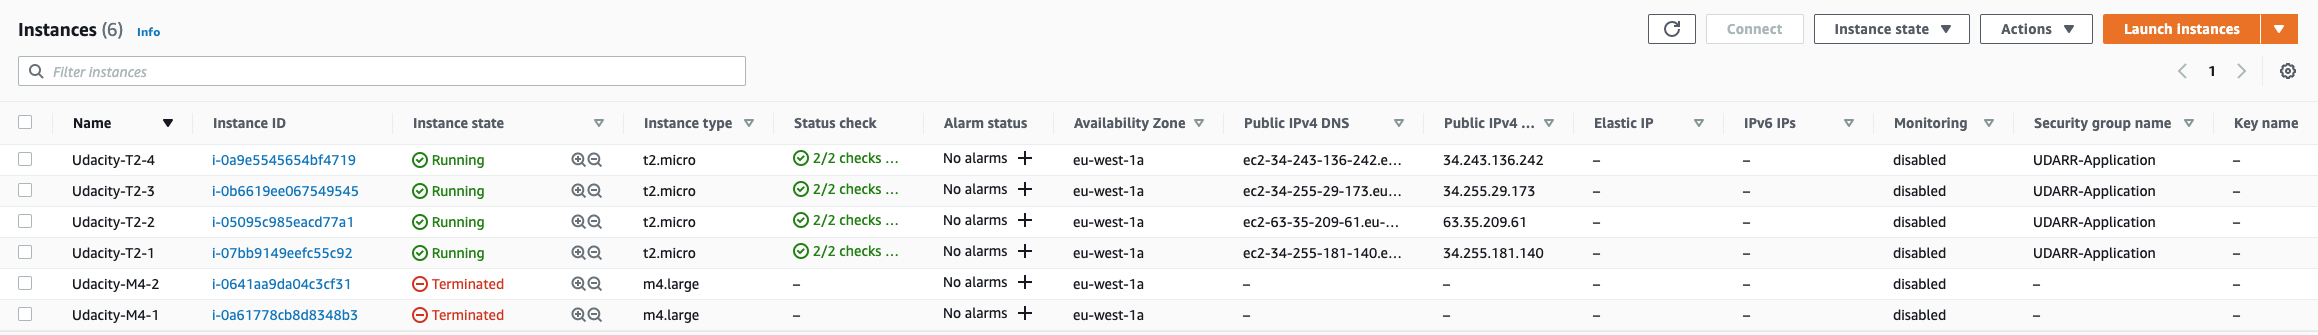 Instances (6) Info Connect Instance state Actions Launch instances
Filter instances 1
Name Instance ID Instance state Instance type Status check Alarm status Availability Zone Public IPv4 DNS Public IPv4 ... Elastic IP IPv6 IPs Monitoring Security group name Key name
Udacity-T2-4 i-0a9e5545654bf4719 Running t2.micro 2/2 checks ... No alarms + eu-west-1a ec2-34-243-136-242.e... 34.243.136.242 – – disabled UDARR-Application –
Udacity-T2-3 i-0b6619ee067549545 Running t2.micro 2/2 checks ... No alarms + eu-west-1a ec2-34-255-29-173.eu... 34.255.29.173 – – disabled UDARR-Application –
Udacity-T2-2 i-05095c985eacd77a1 Running t2.micro 2/2 checks ... No alarms + eu-west-1a ec2-63-35-209-61.eu-... 63.35.209.61 – – disabled UDARR-Application –
Udacity-T2-1 i-07bb9149eefc55c92 Running t2.micro 2/2 checks ... No alarms + eu-west-1a ec2-34-255-181-140.e... 34.255.181.140 – – disabled UDARR-Application –
Udacity-M4-2 i-0641aa9da04c3cf31 Terminated m4.large – No alarms + eu-west-1a – – – – disabled – –
Udacity-M4-1 i-0a61778cb8d8348b3 Terminated m4.large – No alarms + eu-west-1a – – – – disabled – –